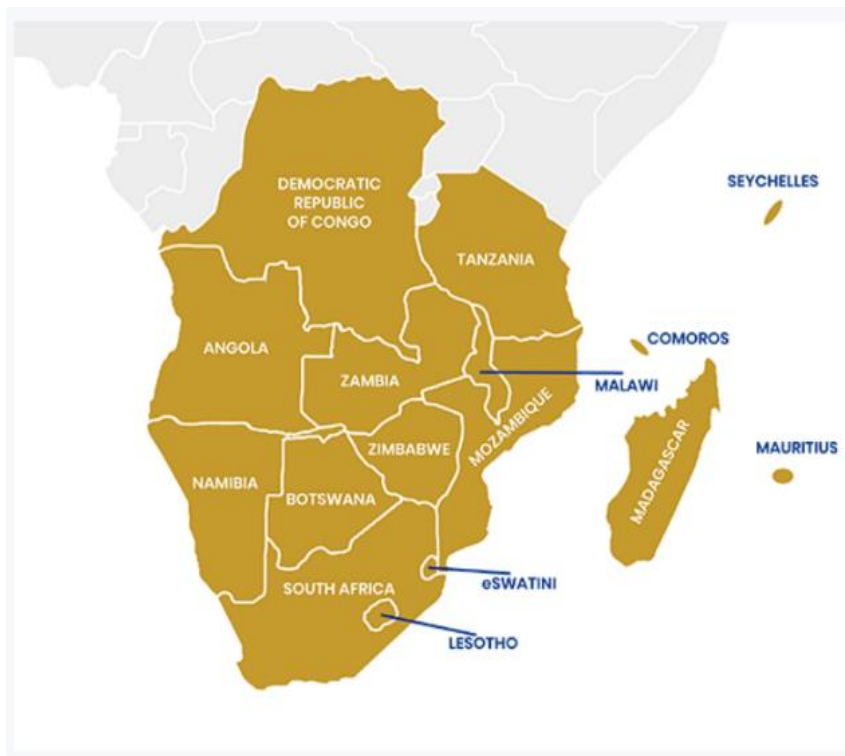 DEMOCRATIC
REPUBLIC
OF CONGO
SEYCHELLES
TANZANIA
ANGOLA
COMOROS
ZAMBIA
MALAWI
MOZAMBIQUE
ZIMBABWE
MADAGASCAR
MAURITIUS
NAMIBIA
BOTSWANA
SOUTH AFRICA
eSWATINI
LESOTHO